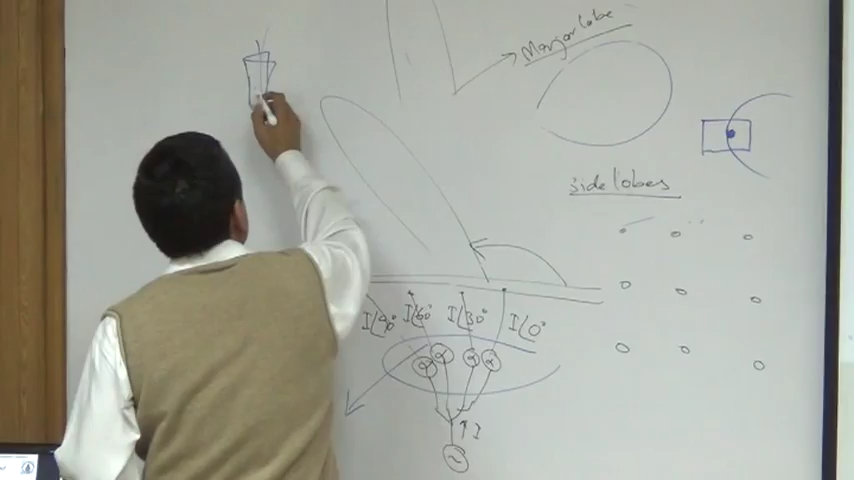 Major lobe
side lobes
I∠90° I∠60° I∠30° I∠0°
α α α α
↑ I
~